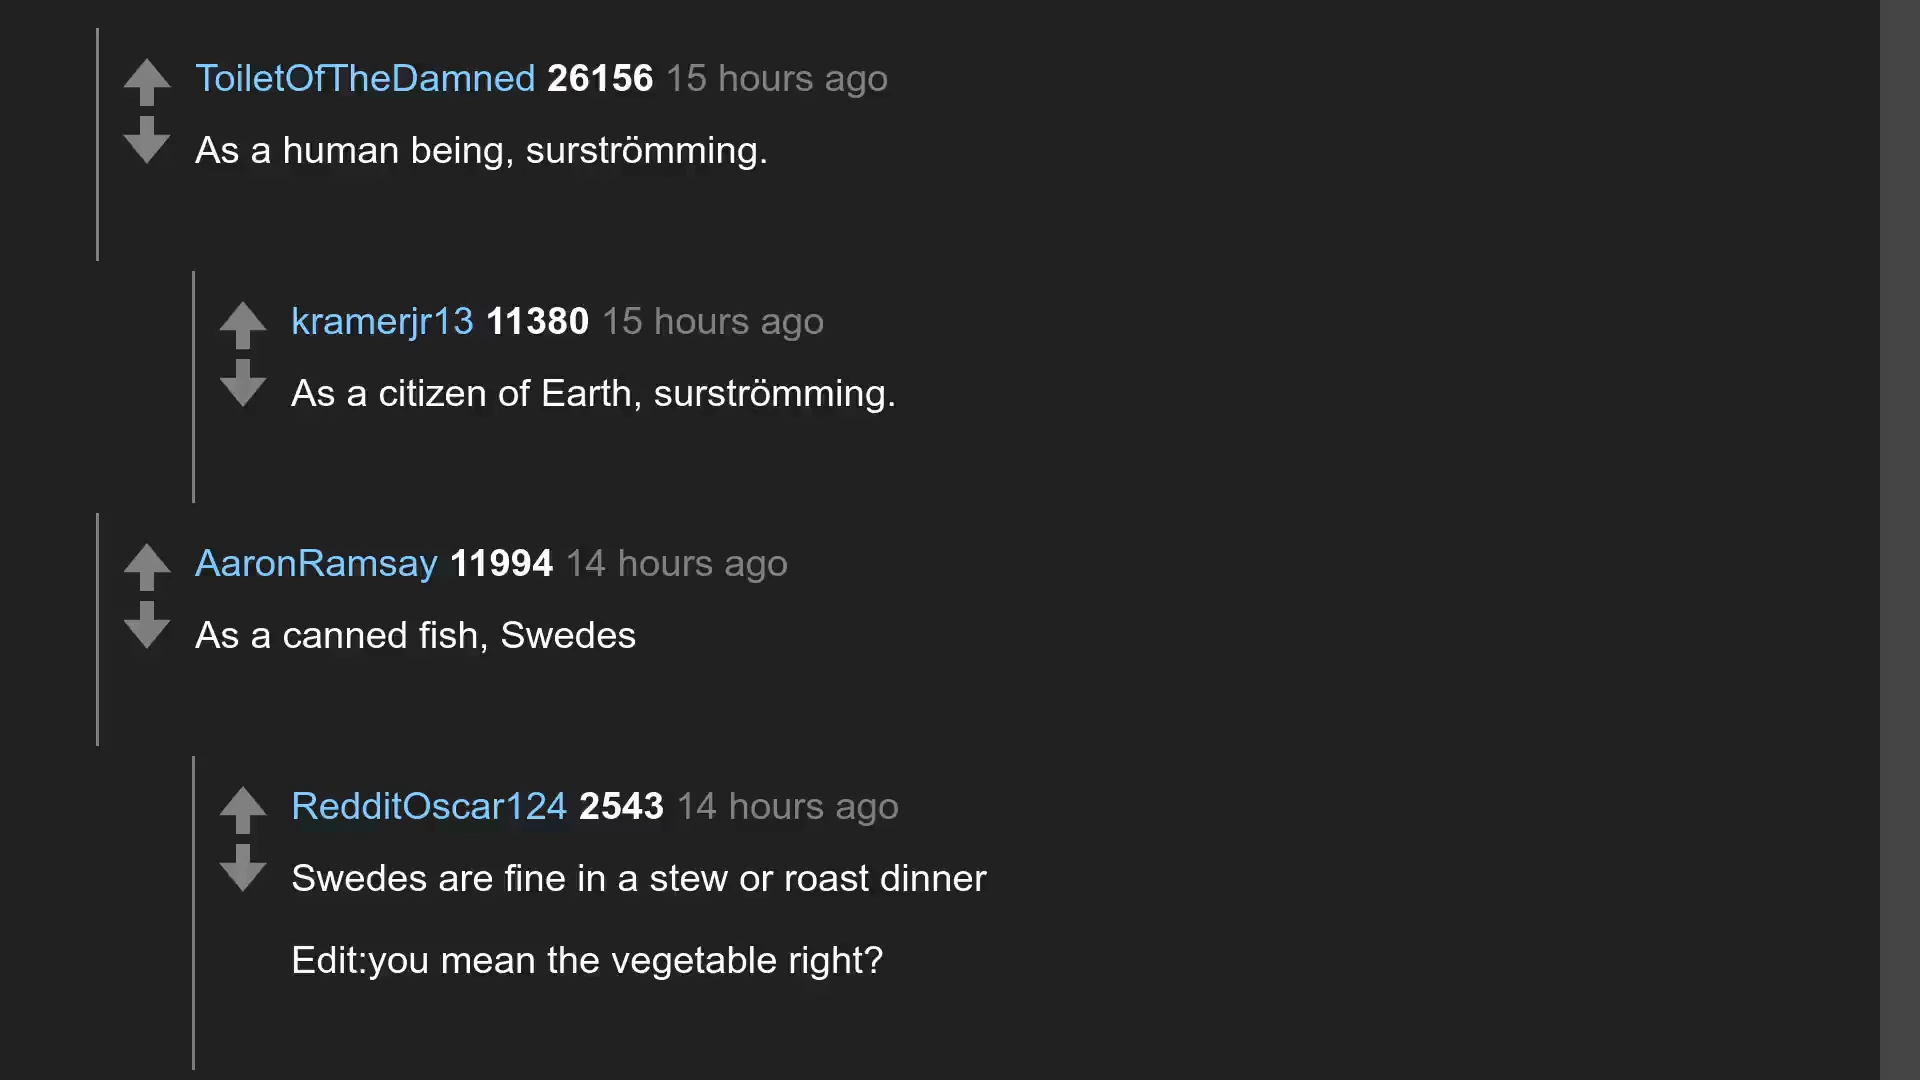 ToiletOfTheDamned 26156 15 hours ago
As a human being, surströmming.
kramerjr13 11380 15 hours ago
As a citizen of Earth, surströmming.
AaronRamsay 11994 14 hours ago
As a canned fish, Swedes
RedditOscar124 2543 14 hours ago
Swedes are fine in a stew or roast dinner
Edit:you mean the vegetable right?